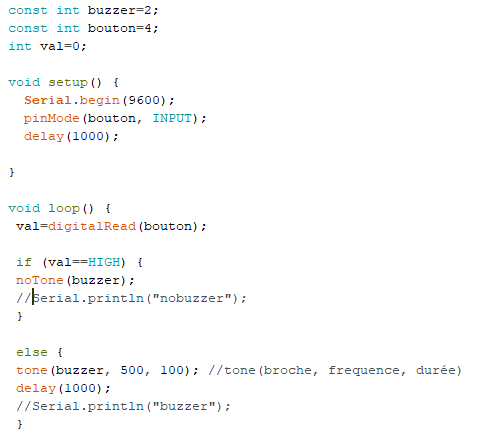 const int buzzer=2;
const int bouton=4;
int val=0;
void setup() {
Serial.begin(9600);
pinMode(bouton, INPUT);
delay(1000);
}
void loop() {
val=digitalRead(bouton);
if (val==HIGH) {
noTone(buzzer);
//Serial.println("nobuzzer");
}
else {
tone(buzzer, 500, 100); //tone(broche, frequence, durée)
delay(1000);
//Serial.println("buzzer");
}